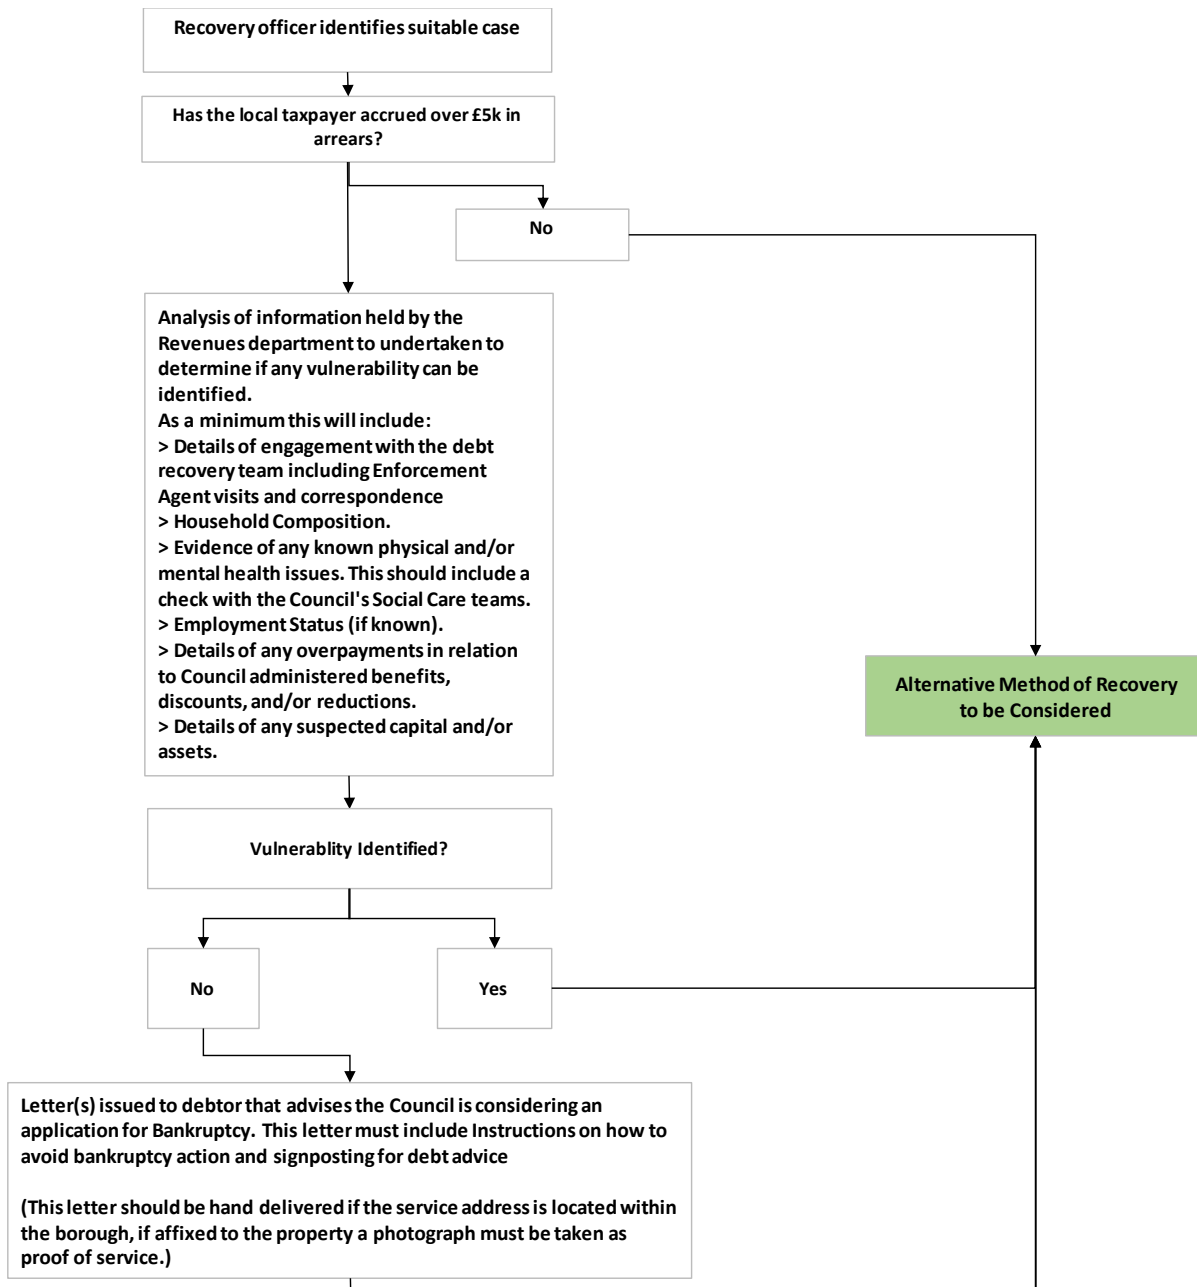 Recovery officer identifies suitable case
Has the local taxpayer accrued over £5k in
arrears?
No
Analysis of information held by the
Revenues department to undertaken to
determine if any vulnerability can be
identified.
As a minimum this will include:
> Details of engagement with the debt
recovery team including Enforcement
Agent visits and correspondence
> Household Composition.
> Evidence of any known physical and/or
mental health issues. This should include a
check with the Council's Social Care teams.
> Employment Status (if known).
> Details of any overpayments in relation
to Council administered benefits,
discounts, and/or reductions.
> Details of any suspected capital and/or
assets.
Alternative Method of Recovery
to be Considered
Vulnerablity Identified?
No
Yes
Letter(s) issued to debtor that advises the Council is considering an
application for Bankruptcy. This letter must include Instructions on how to
avoid bankruptcy action and signposting for debt advice
(This letter should be hand delivered if the service address is located within
the borough, if affixed to the property a photograph must be taken as
proof of service.)